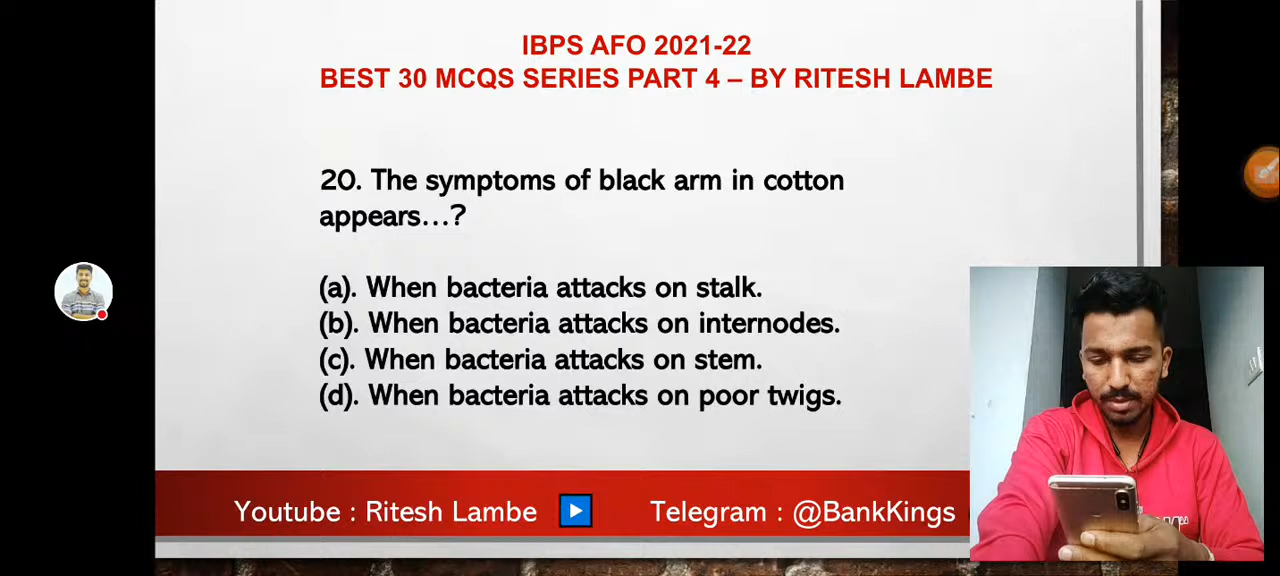 IBPS AFO 2021-22
BEST 30 MCQS SERIES PART 4 – BY RITESH LAMBE
20. The symptoms of black arm in cotton
appears...?
(a). When bacteria attacks on stalk.
(b). When bacteria attacks on internodes.
(c). When bacteria attacks on stem.
(d). When bacteria attacks on poor twigs.
Youtube : Ritesh Lambe
Telegram : @BankKings